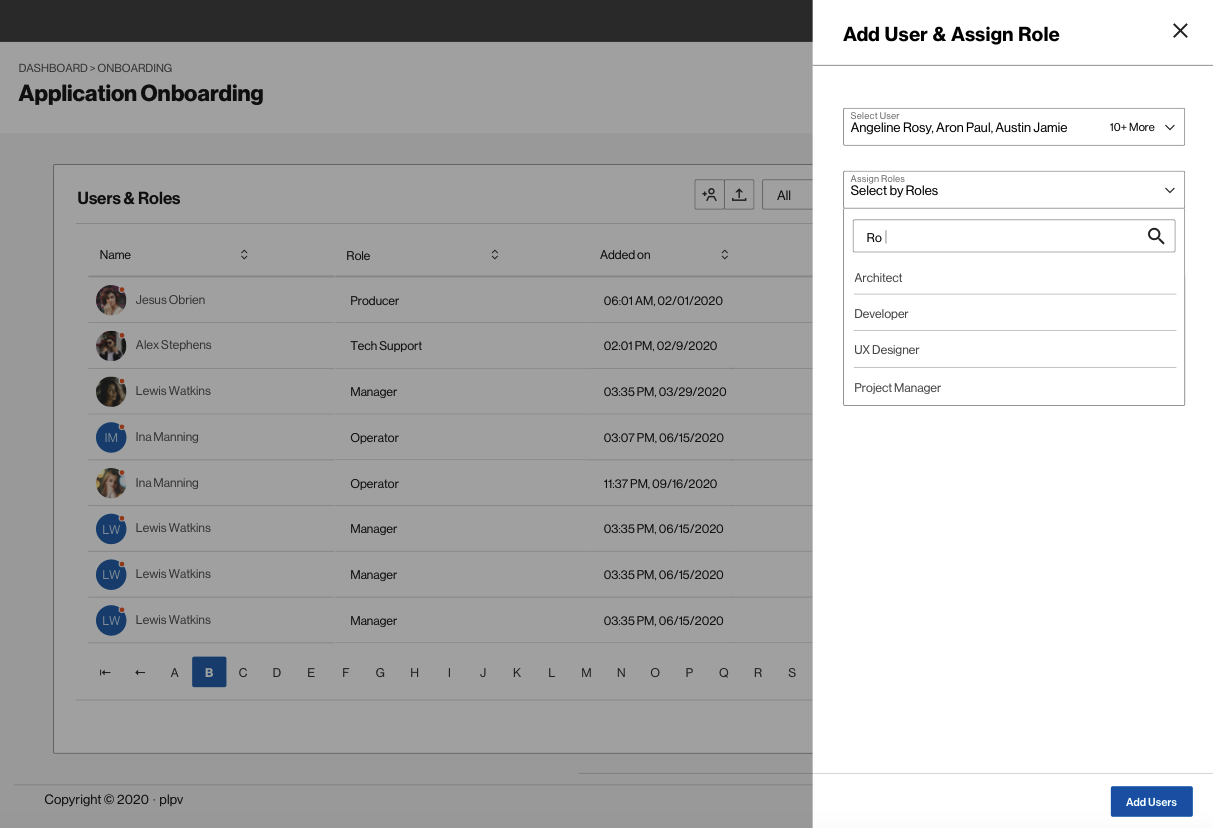 DASHBOARD > ONBOARDING
Application Onboarding
Users & Roles
All
Name Role Added on
Jesus Obrien Producer 06:01 AM, 02/01/2020
Alex Stephens Tech Support 02:01 PM, 02/9/2020
Lewis Watkins Manager 03:35 PM, 03/29/2020
IM Ina Manning Operator 03:07 PM, 06/15/2020
Ina Manning Operator 11:37 PM, 09/16/2020
LW Lewis Watkins Manager 03:35 PM, 06/15/2020
LW Lewis Watkins Manager 03:35 PM, 06/15/2020
LW Lewis Watkins Manager 03:35 PM, 06/15/2020
A B C D E F G H I J K L M N O P Q R S
Copyright © 2020 · plpv
Add User & Assign Role
Select User
Angeline Rosy, Aron Paul, Austin Jamie 10+ More
Assign Roles
Select by Roles
Ro
Architect
Developer
UX Designer
Project Manager
Add Users